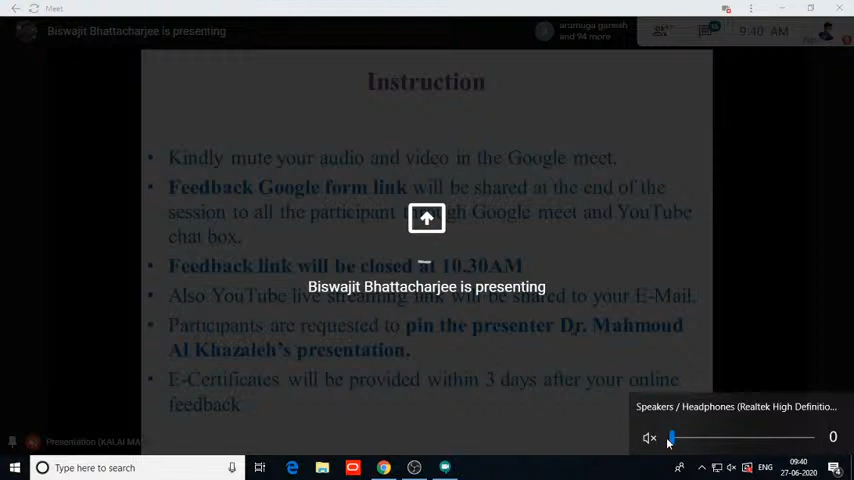 Meet
Biswajit Bhattacharjee is presenting
aramuga ganesh
and 94 more
9:40 AM
Instruction
• Kindly mute your audio and video in the Google meet.
• Feedback Google form link will be shared at the end of the
session to all the participant through Google meet and YouTube
chat box.
• Feedback link will be closed at 10.30AM
Biswajit Bhattacharjee is presenting
• Also YouTube live streaming link will be shared to your E-Mail.
• Participants are requested to pin the presenter Dr. Mahmoud
Al Khazaleh's presentation.
• E-Certificates will be provided within 3 days after your online
feedback
Speakers / Headphones (Realtek High Definitio...
0
Presentation (KALAI MA
Type here to search
ENG
09:40
27-06-2020
4